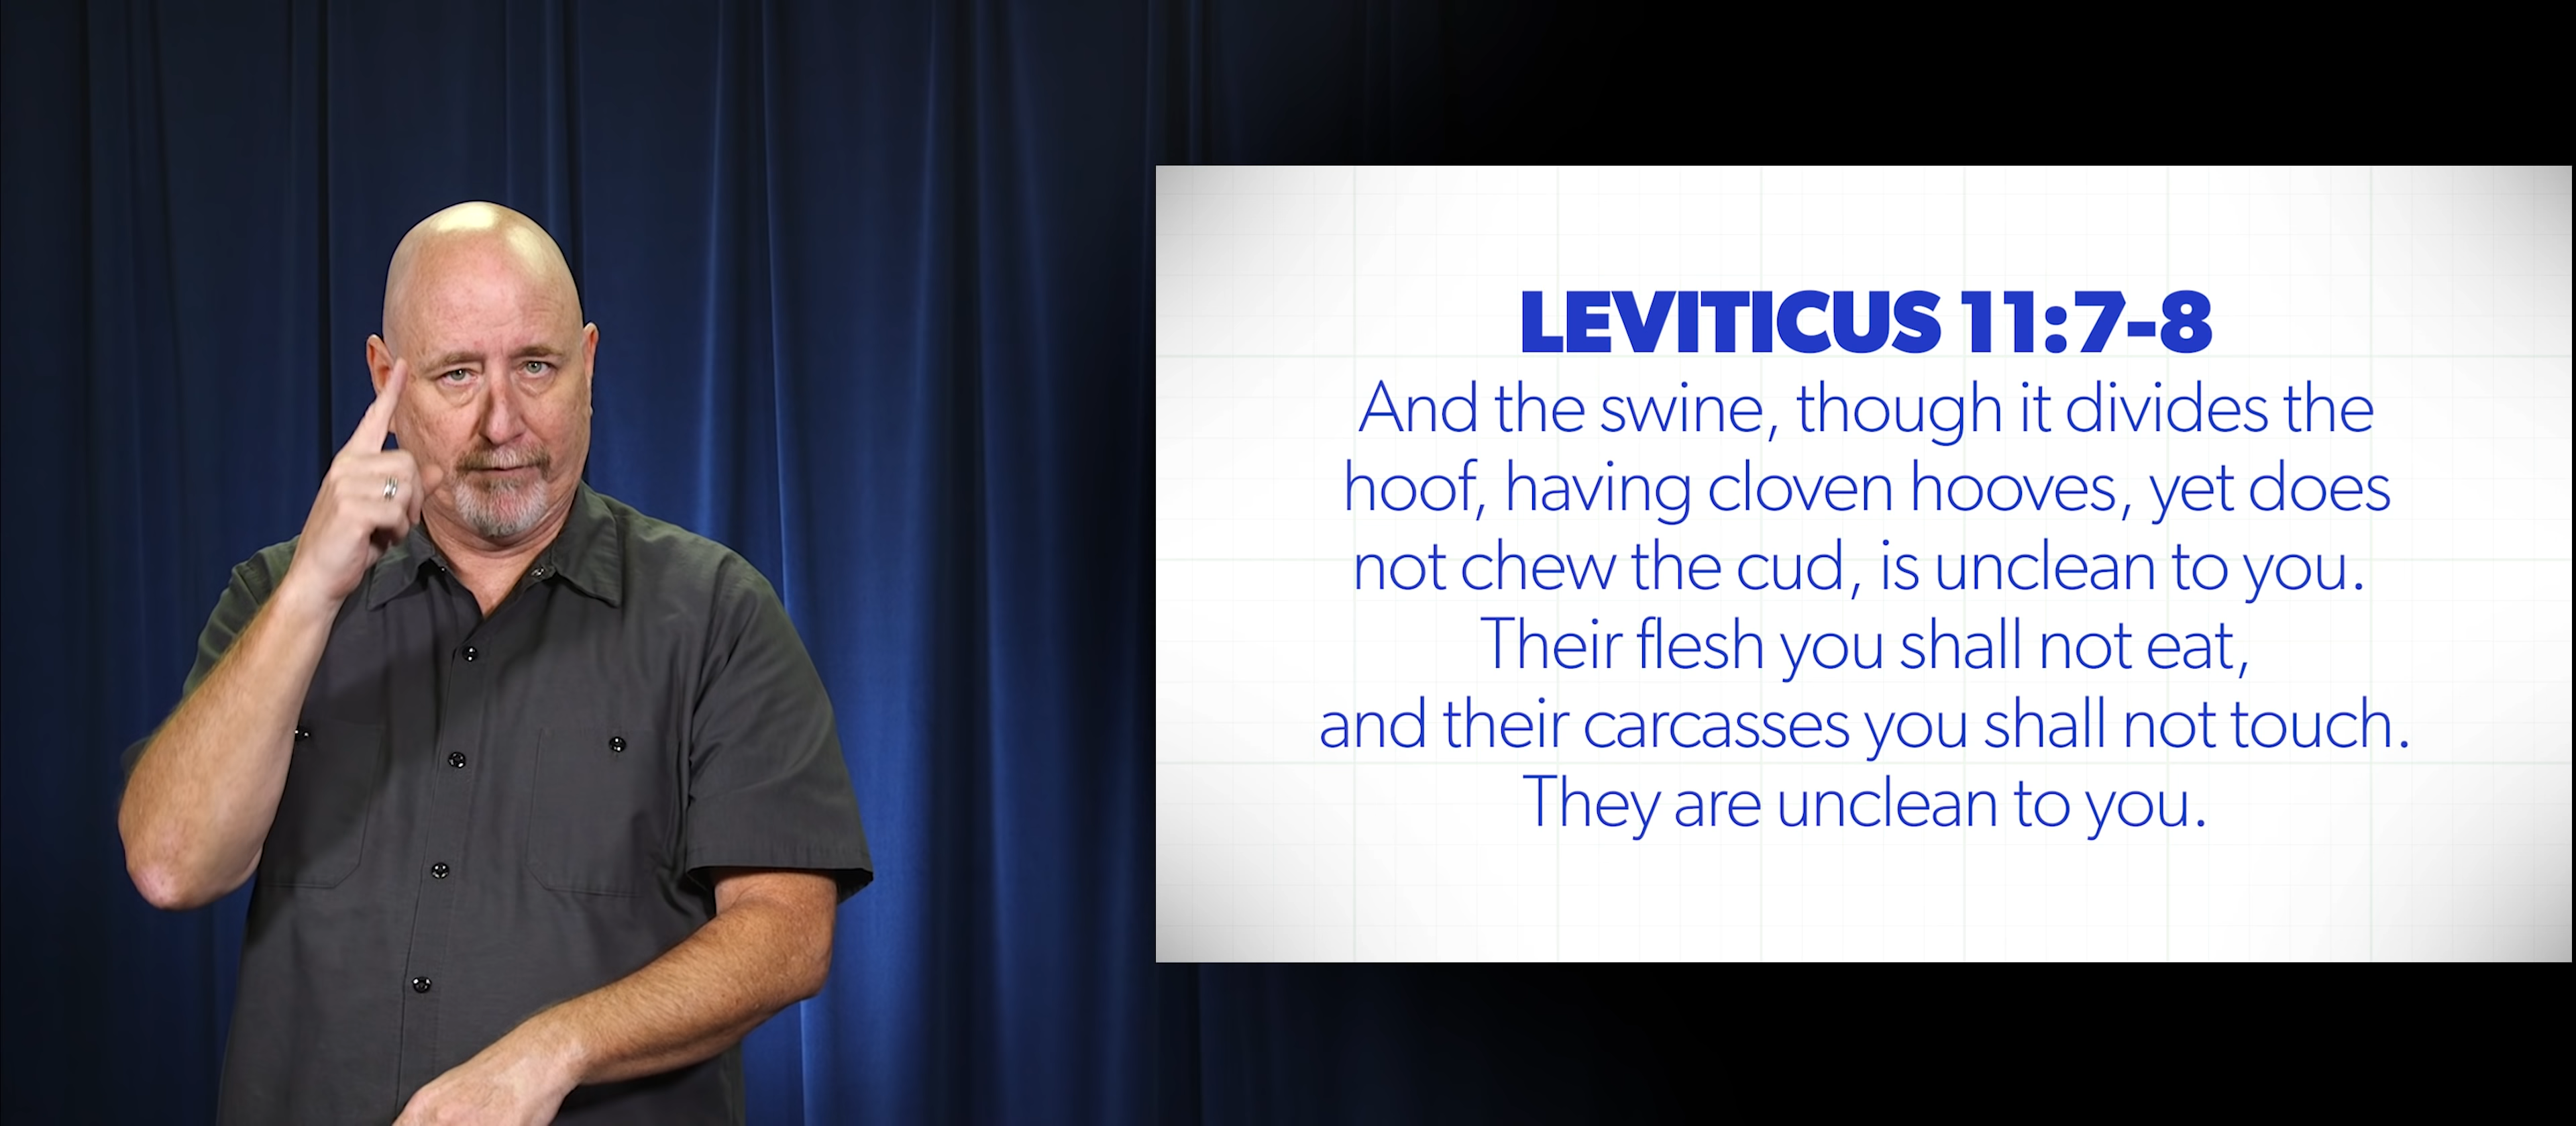 LEVITICUS 11:7-8
And the swine, though it divides the
hoof, having cloven hooves, yet does
not chew the cud, is unclean to you.
Their flesh you shall not eat,
and their carcasses you shall not touch.
They are unclean to you.